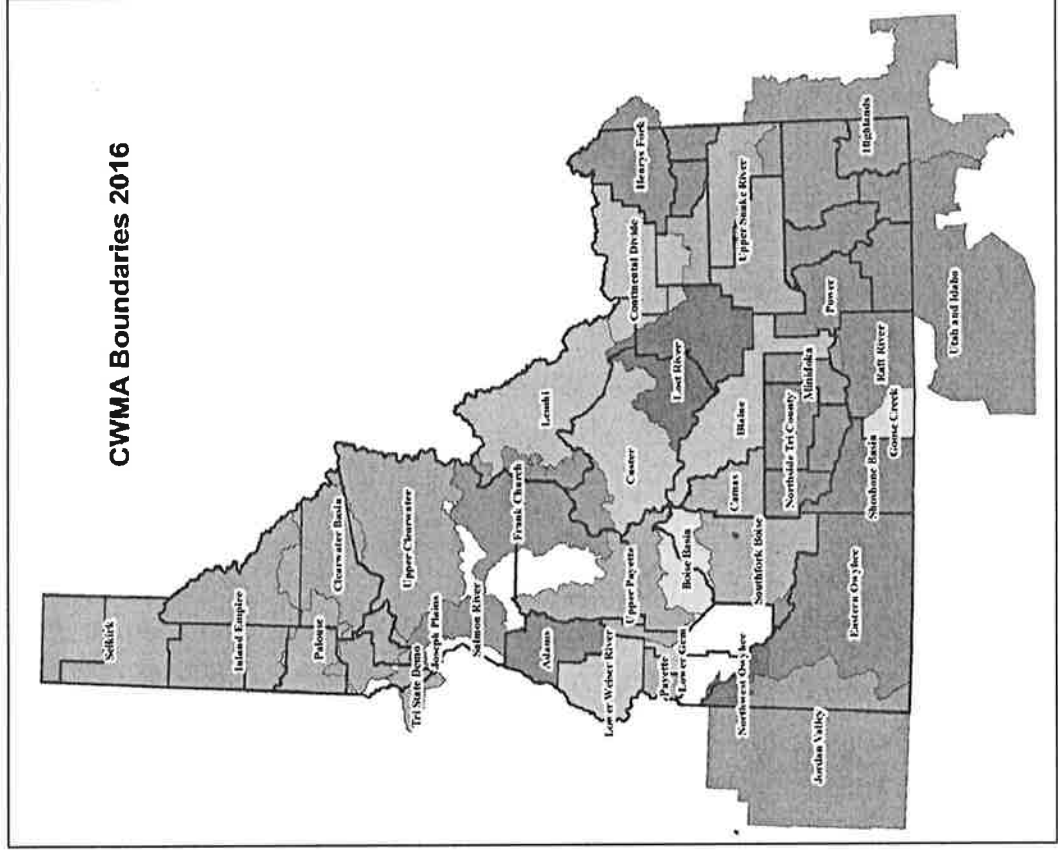 CWMA Boundaries 2016
Selkirk
Inland Empire
Palouse
Clearwater Basin
Upper Clearwater
Tri State Demo
Joseph Plains
Salmon River
Frank Church
Lemhi
Adams
Lower Weiser River
Upper Payette
Payette
Lower Gem
Boise Basin
Custer
Lost River
Continental Divide
Henrys Fork
Upper Snake River
Camas
Blaine
Southfork Boise
Northside Tri County
Minidoka
Power
Highlands
Northwest Owyhee
Jordan Valley
Eastern Owyhee
Shoshone Basin
Goose Creek
Raft River
Utah and Idaho